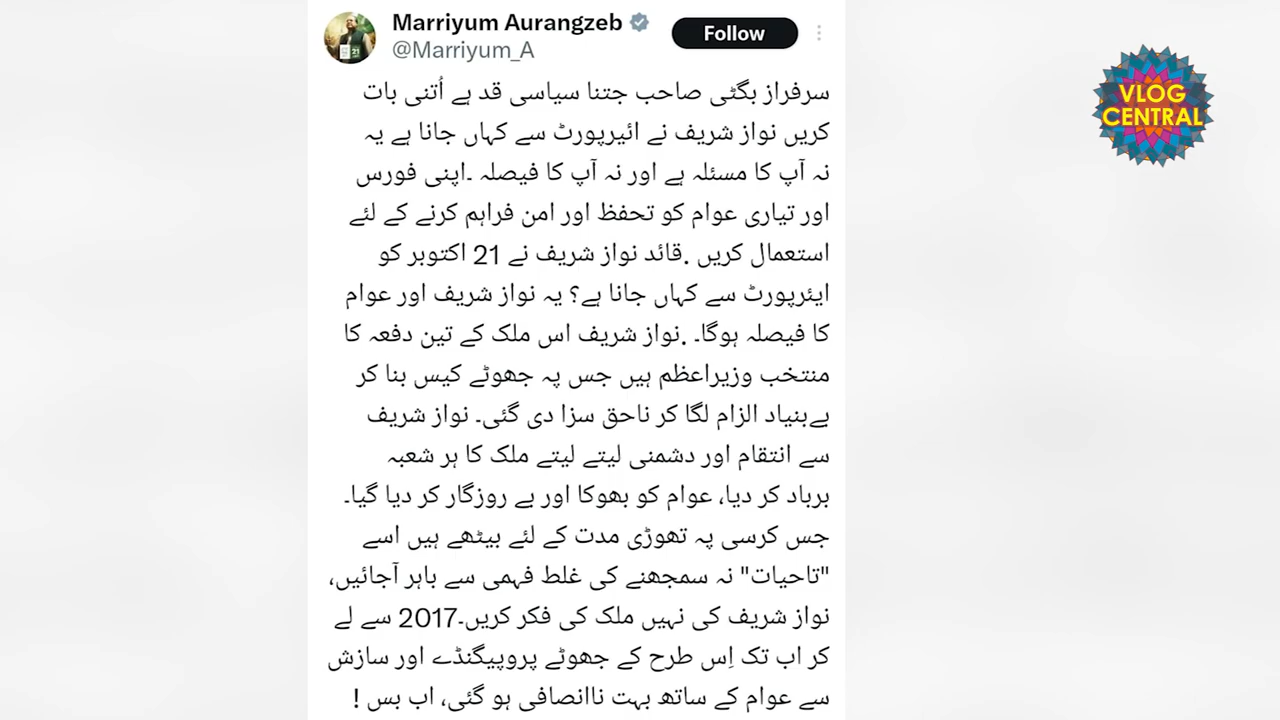 Marriyum Aurangzeb
@Marriyum_A
Follow
سرفراز بگٹی صاحب جتنا سیاسی قد ہے اُتنی بات
کریں نواز شریف نے ائیرپورٹ سے کہاں جانا ہے یہ
نہ آپ کا مسئلہ ہے اور نہ آپ کا فیصلہ ۔اپنی فورس
اور تیاری عوام کو تحفظ اور امن فراہم کرنے کے لئے
استعمال کریں .قائد نواز شریف نے 21 اکتوبر کو
ایئرپورٹ سے کہاں جانا ہے؟ یہ نواز شریف اور عوام
کا فیصلہ ہوگا۔ .نواز شریف اس ملک کے تین دفعہ کا
منتخب وزیراعظم ہیں جس پہ جھوٹے کیس بنا کر
بےبنیاد الزام لگا کر ناحق سزا دی گئی۔ نواز شریف
سے انتقام اور دشمنی لیتے لیتے ملک کا ہر شعبہ
برباد کر دیا، عوام کو بھوکا اور بے روزگار کر دیا گیا۔
جس کرسی پہ تھوڑی مدت کے لئے بیٹھے ہیں اسے
"تاحیات" نہ سمجھنے کی غلط فہمی سے باہر آجائیں،
نواز شریف کی نہیں ملک کی فکر کریں۔2017 سے لے
کر اب تک اِس طرح کے جھوٹے پروپیگنڈے اور سازش
سے عوام کے ساتھ بہت ناانصافی ہو گئی، اب بس !
VLOG
CENTRAL